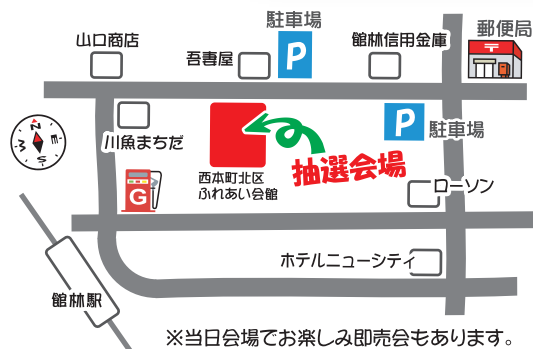 駐車場
P
郵便局
〒
山口商店
吾妻屋
館林信用金庫
川魚まちだ
P
駐車場
N
E
S
W
西本町北区
ふれあい会館
抽選会場
G
ローソン
ホテルニューシティ
館林駅
※当日会場でお楽しみ即売会もあります。